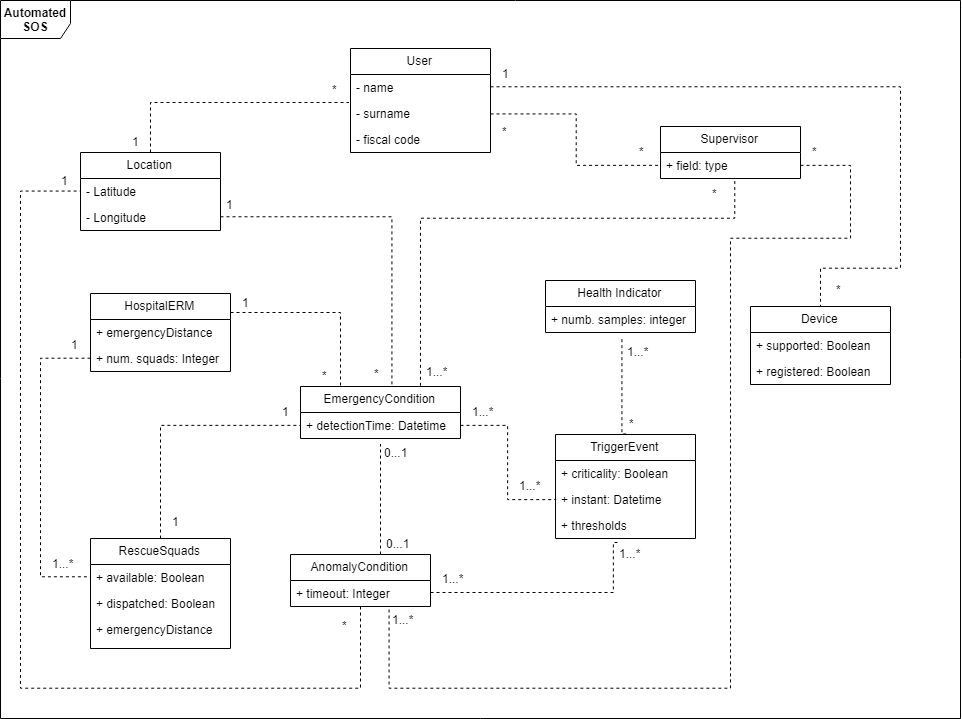 Automated
SOS
User
- name
- surname
- fiscal code
1
*
*
*
1
Supervisor
+ field: type
*
*
Location
- Latitude
- Longitude
1
1
Health Indicator
+ numb. samples: integer
1...*
*
Device
+ supported: Boolean
+ registered: Boolean
*
HospitalERM
+ emergencyDistance
+ num. squads: Integer
1
1
*
*
1...*
EmergencyCondition
+ detectionTime: Datetime
1
1...*
0...1
TriggerEvent
+ criticality: Boolean
+ instant: Datetime
+ thresholds
1...*
1...*
RescueSquads
+ available: Boolean
+ dispatched: Boolean
+ emergencyDistance
1
1...*
0...1
AnomalyCondition
+ timeout: Integer
1...*
*
1...*